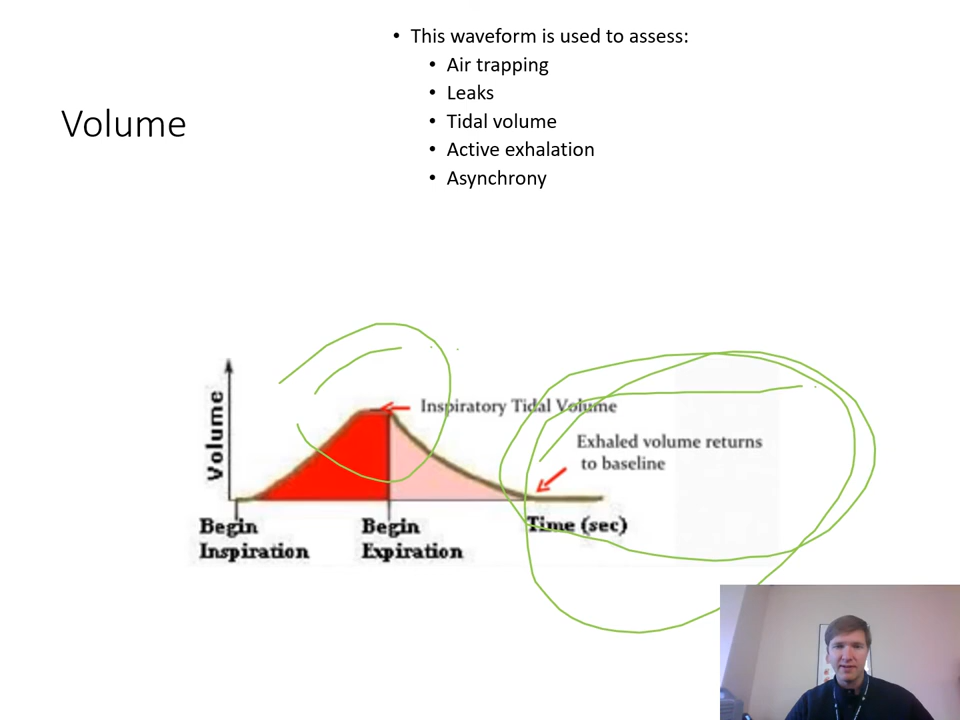 • This waveform is used to assess:
• Air trapping
• Leaks
Volume
• Tidal volume
• Active exhalation
• Asynchrony
Volume
Inspiratory Tidal Volume
Exhaled volume returns
to baseline
Begin
Inspiration
Begin
Expiration
Time (sec)